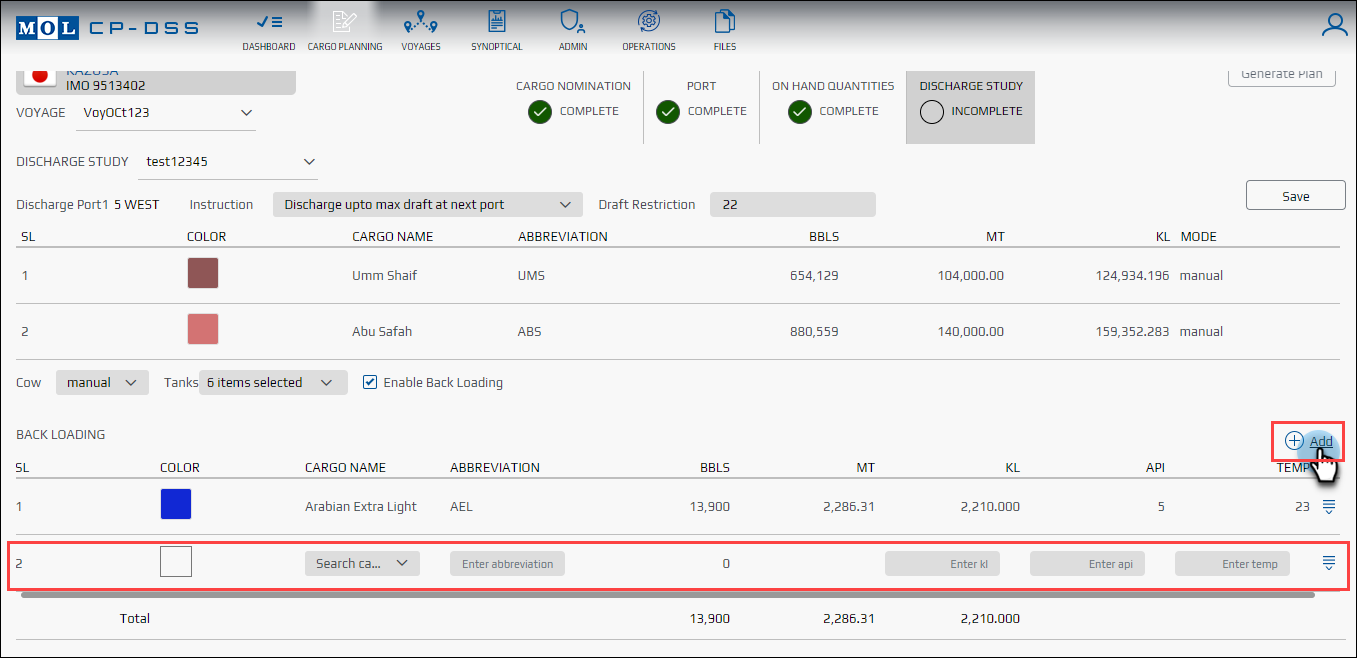 MOL CP-DSS
DASHBOARD CARGO PLANNING VOYAGES SYNOPTICAL ADMIN OPERATIONS FILES
KAZUSA
IMO 9513402
CARGO NOMINATION PORT ON HAND QUANTITIES DISCHARGE STUDY
COMPLETE COMPLETE COMPLETE INCOMPLETE
Generate Plan
VOYAGE VoyOCt123
DISCHARGE STUDY test12345
Save
Discharge Port1 5 WEST Instruction Discharge upto max draft at next port Draft Restriction 22
SL COLOR CARGO NAME ABBREVIATION BBLS MT KL MODE
1 Umm Shaif UMS 654,129 104,000.00 124,934.196 manual
2 Abu Safah ABS 880,559 140,000.00 159,352.283 manual
Cow manual Tanks 6 items selected Enable Back Loading
BACK LOADING Add
SL COLOR CARGO NAME ABBREVIATION BBLS MT KL API TEMP
1 Arabian Extra Light AEL 13,900 2,286.31 2,210.000 5 23
2 Search ca... Enter abbreviation 0 Enter kl Enter api Enter temp
Total 13,900 2,286.31 2,210.000